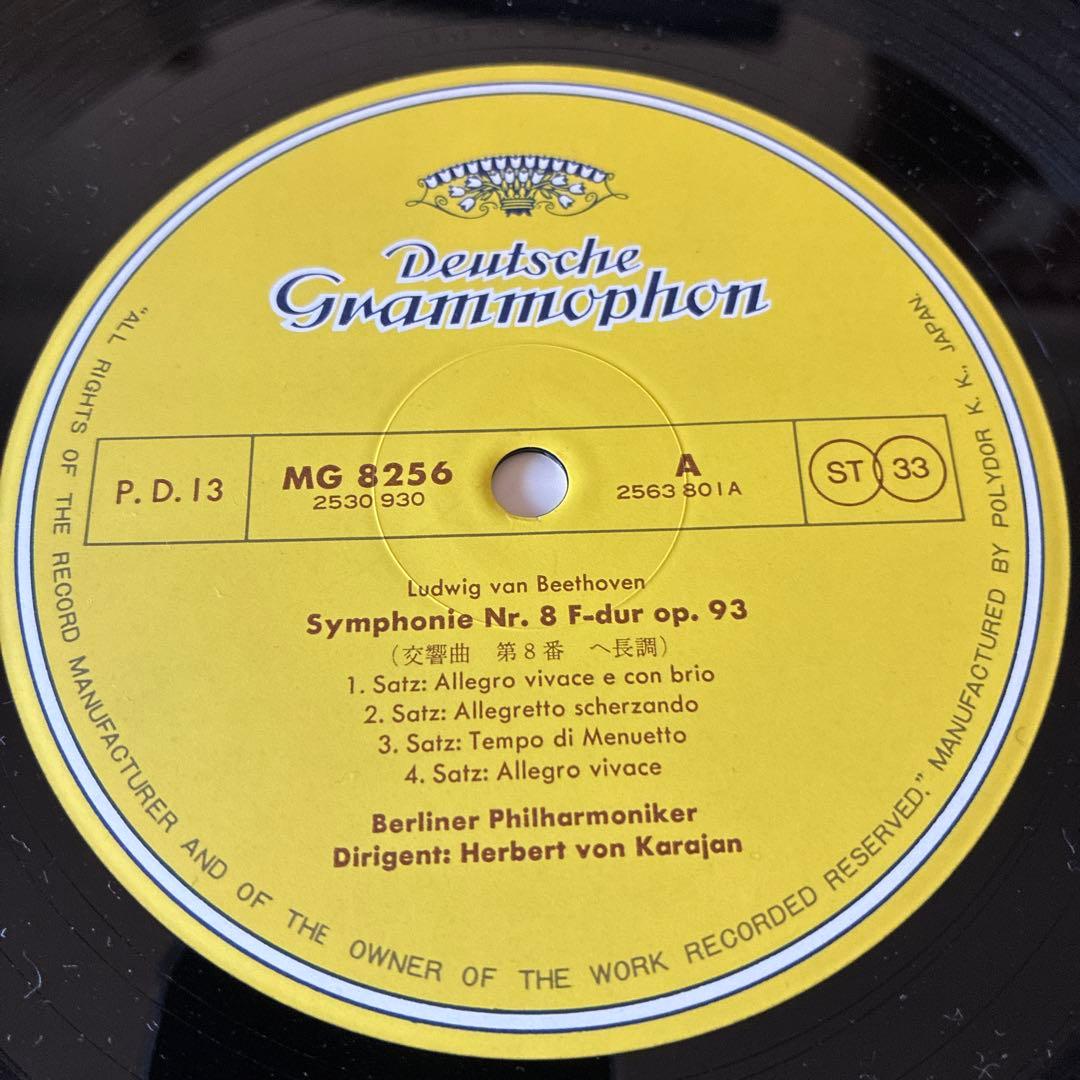 Deutsche
Grammophon
P. D. 13
MG 8256
2530 930
A
2563 801A
ST 33
Ludwig van Beethoven
Symphonie Nr. 8 F-dur op. 93
(交響曲 第8番 ヘ長調)
1. Satz: Allegro vivace e con brio
2. Satz: Allegretto scherzando
3. Satz: Tempo di Menuetto
4. Satz: Allegro vivace
Berliner Philharmoniker
Dirigent: Herbert von Karajan
"ALL RIGHTS OF THE RECORD MANUFACTURER AND OF THE OWNER OF THE WORK RECORDED RESERVED." MANUFACTURED BY POLYDOR K. K., JAPAN.